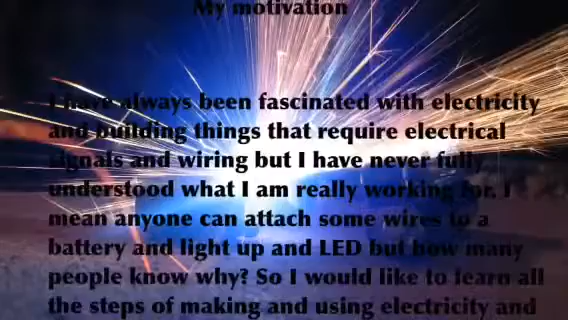 My motivation
I have always been fascinated with electricity
and building things that require electrical
signals and wiring but I have never fully
understood what I am really working for. I
mean anyone can attach some wires to a
battery and light up and LED but how many
people know why? So I would like to learn all
the steps of making and using electricity and